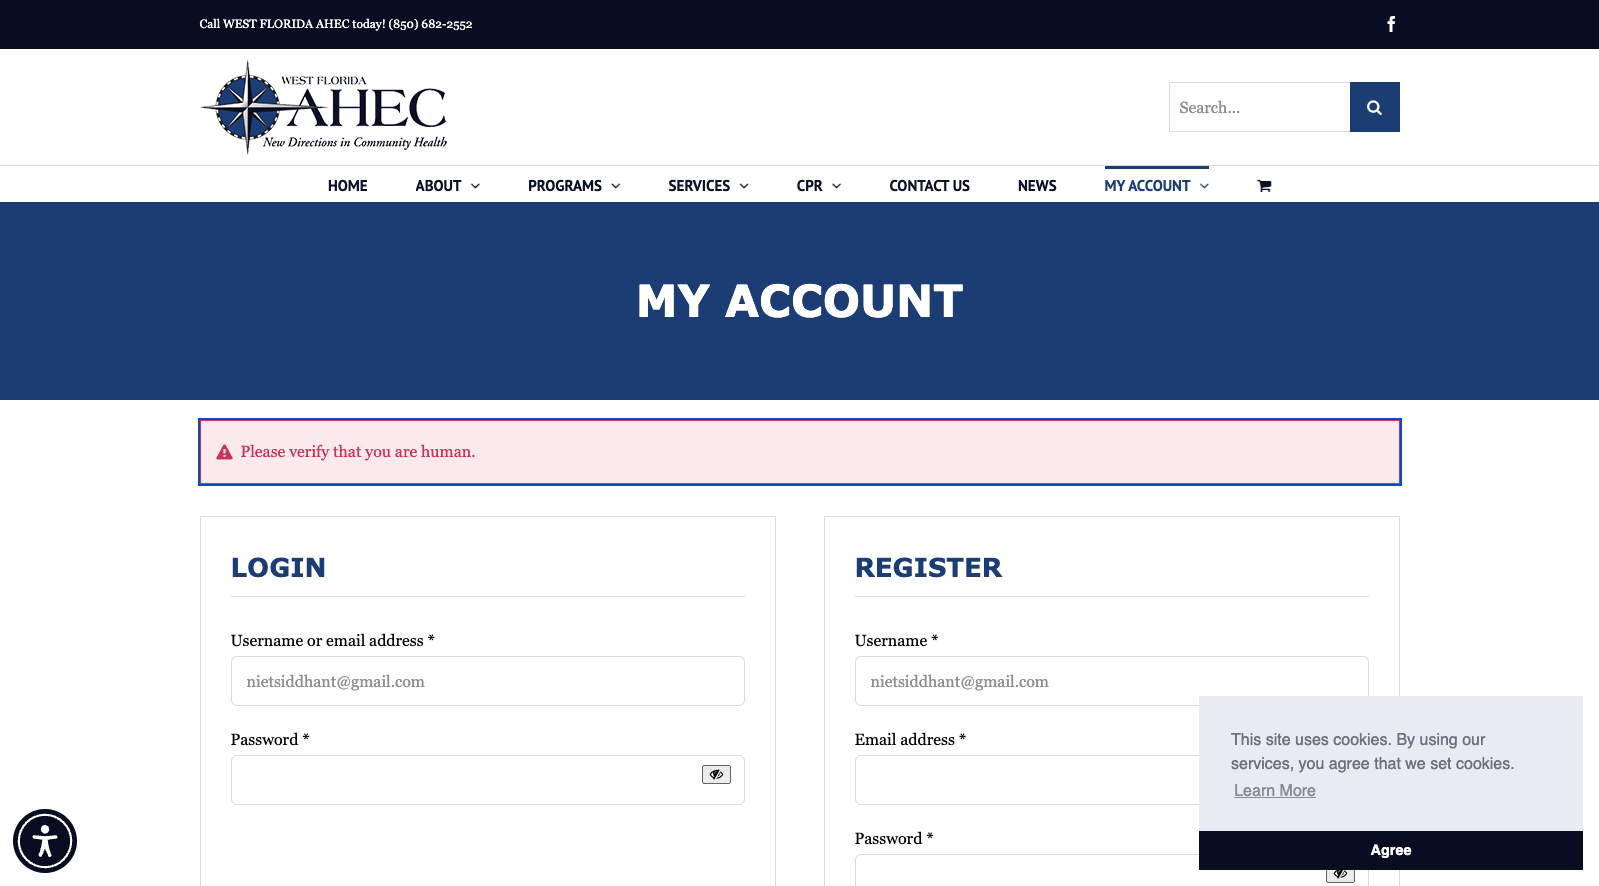 Call WEST FLORIDA AHEC today! (850) 682-2552
WEST FLORIDA
AHEC
New Directions in Community Health
Search...
HOME ABOUT PROGRAMS SERVICES CPR CONTACT US NEWS MY ACCOUNT
MY ACCOUNT
Please verify that you are human.
LOGIN
Username or email address *
nietsiddhant@gmail.com
Password *
REGISTER
Username *
nietsiddhant@gmail.com
Email address *
Password *
This site uses cookies. By using our
services, you agree that we set cookies.
Learn More
Agree